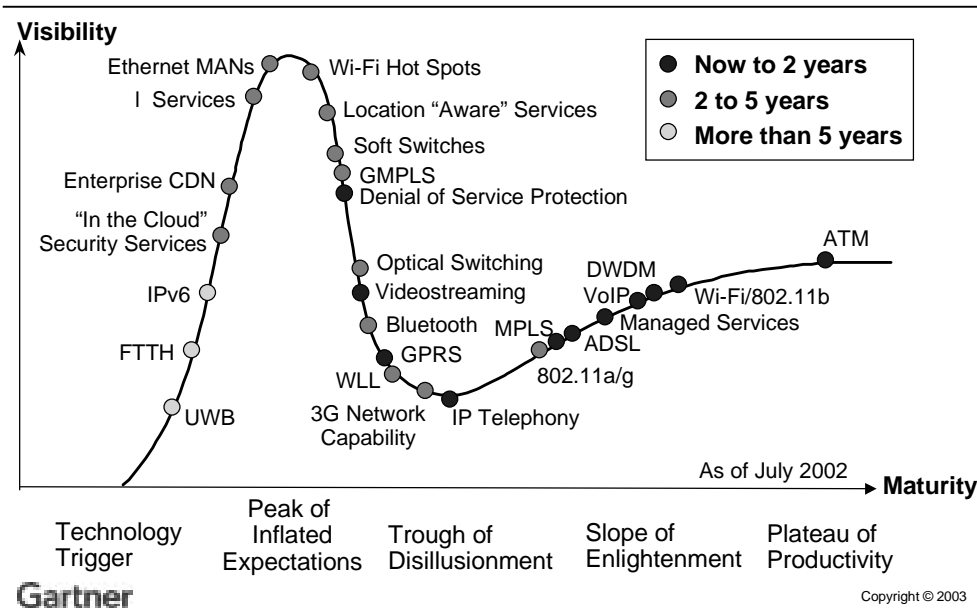 Visibility
Now to 2 years
2 to 5 years
More than 5 years
Ethernet MANs
I Services
Enterprise CDN
“In the Cloud”
Security Services
IPv6
FTTH
UWB
Wi-Fi Hot Spots
Location “Aware” Services
Soft Switches
GMPLS
Denial of Service Protection
Optical Switching
Videostreaming
Bluetooth
GPRS
WLL
3G Network
Capability
IP Telephony
MPLS
802.11a/g
ADSL
VoIP
Managed Services
DWDM
Wi-Fi/802.11b
ATM
As of July 2002
Maturity
Technology
Trigger
Peak of
Inflated
Expectations
Trough of
Disillusionment
Slope of
Enlightenment
Plateau of
Productivity
Gartner
Copyright © 2003